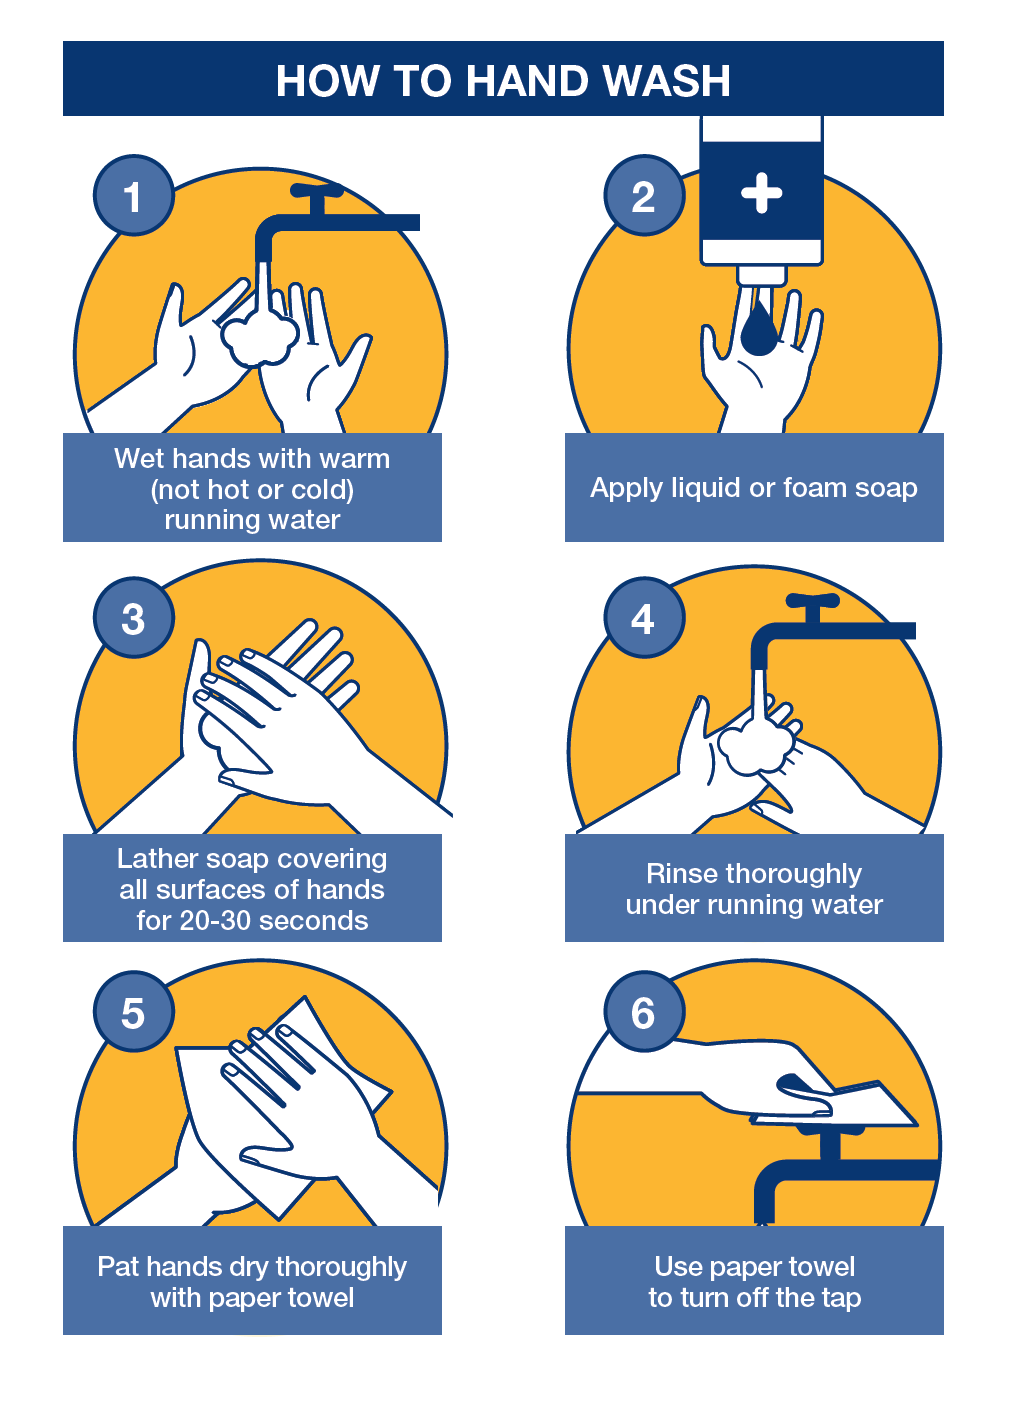 HOW TO HAND WASH
1
Wet hands with warm
(not hot or cold)
running water
2
Apply liquid or foam soap
3
Lather soap covering
all surfaces of hands
for 20-30 seconds
4
Rinse thoroughly
under running water
5
Pat hands dry thoroughly
with paper towel
6
Use paper towel
to turn off the tap